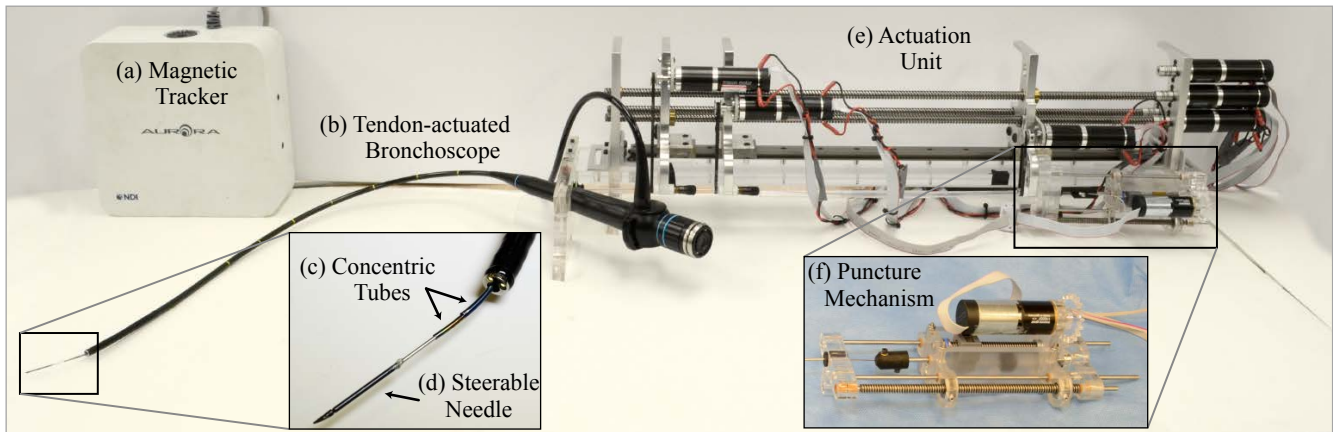 (a) Magnetic
Tracker
AURORA
NDI
(b) Tendon-actuated
Bronchoscope
(e) Actuation
Unit
(c) Concentric
Tubes
(d) Steerable
Needle
(f) Puncture
Mechanism